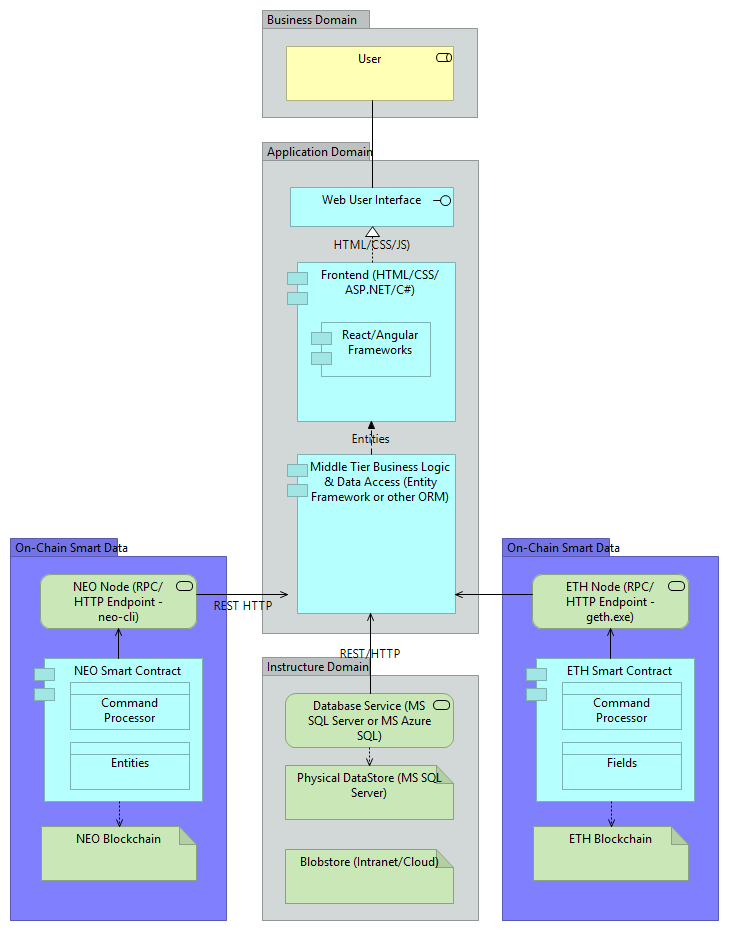 Business Domain
User
Application Domain
Web User Interface
HTML/CSS/JS)
Frontend (HTML/CSS/
ASP.NET/C#)
React/Angular
Frameworks
Entities
Middle Tier Business Logic
& Data Access (Entity
Framework or other ORM)
On-Chain Smart Data
NEO Node (RPC/
HTTP Endpoint -
neo-cli)
REST HTTP
NEO Smart Contract
Command
Processor
Entities
NEO Blockchain
REST/HTTP
Instructure Domain
Database Service (MS
SQL Server or MS Azure
SQL)
Physical DataStore (MS SQL
Server)
Blobstore (Intranet/Cloud)
On-Chain Smart Data
ETH Node (RPC/
HTTP Endpoint -
geth.exe)
ETH Smart Contract
Command
Processor
Fields
ETH Blockchain